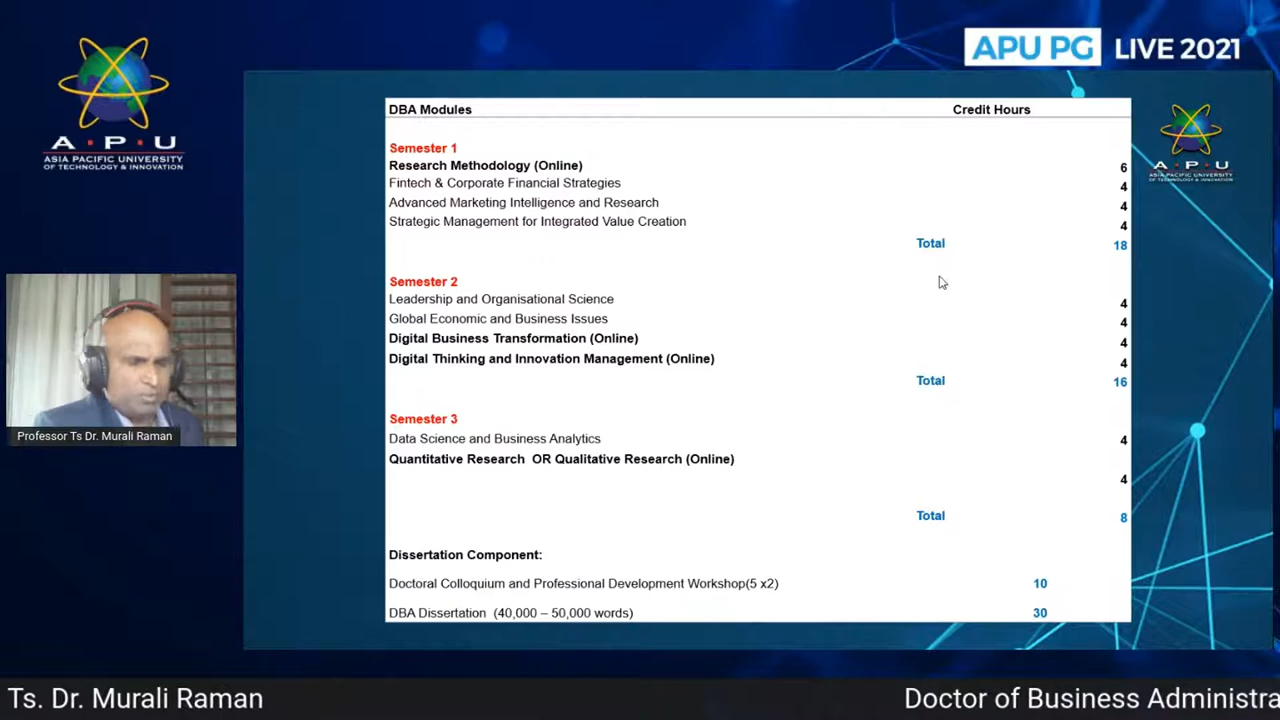 APU PG LIVE 2021
A·P·U
ASIA PACIFIC UNIVERSITY
OF TECHNOLOGY & INNOVATION
DBA Modules Credit Hours
A·P·U
ASIA PACIFIC UNIVERSITY
OF TECHNOLOGY & INNOVATION
Semester 1
Research Methodology (Online) 6
Fintech & Corporate Financial Strategies 4
Advanced Marketing Intelligence and Research 4
Strategic Management for Integrated Value Creation 4
Total 18
Semester 2
Leadership and Organisational Science 4
Global Economic and Business Issues 4
Digital Business Transformation (Online) 4
Digital Thinking and Innovation Management (Online) 4
Total 16
Semester 3
Data Science and Business Analytics 4
Quantitative Research OR Qualitative Research (Online)
4
Total 8
Dissertation Component:
Doctoral Colloquium and Professional Development Workshop(5 x2) 10
DBA Dissertation (40,000 – 50,000 words) 30
Professor Ts Dr. Murali Raman
Ts. Dr. Murali Raman Doctor of Business Administra